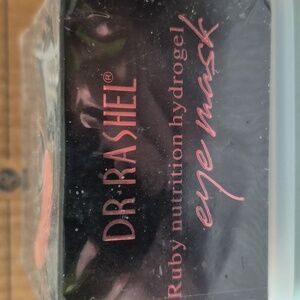 DR·RASHEL®
Ruby nutrition hydrogel
eye mask